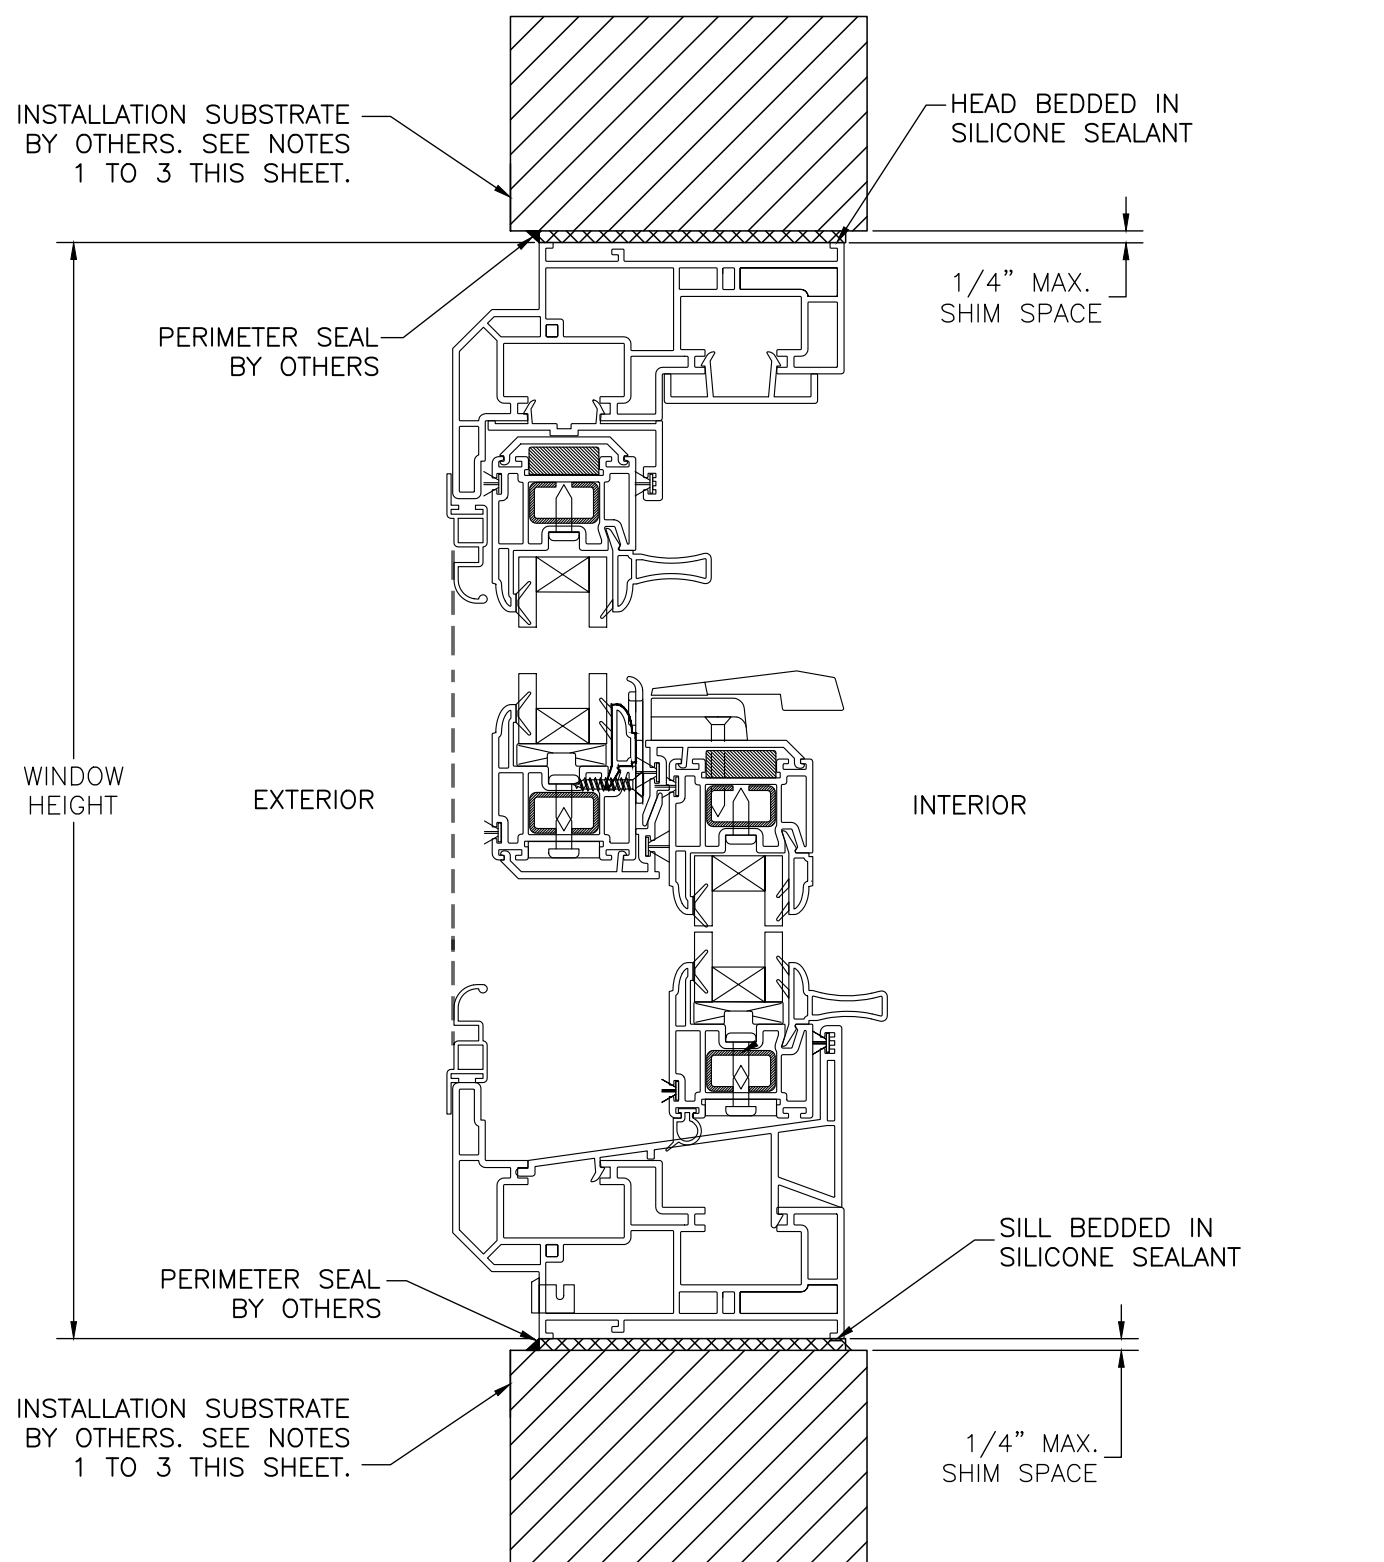 INSTALLATION SUBSTRATE
BY OTHERS. SEE NOTES
1 TO 3 THIS SHEET.
HEAD BEDDED IN
SILICONE SEALANT
1/4” MAX.
SHIM SPACE
PERIMETER SEAL
BY OTHERS
WINDOW
HEIGHT
EXTERIOR
INTERIOR
SILL BEDDED IN
SILICONE SEALANT
PERIMETER SEAL
BY OTHERS
INSTALLATION SUBSTRATE
BY OTHERS. SEE NOTES
1 TO 3 THIS SHEET.
1/4” MAX.
SHIM SPACE